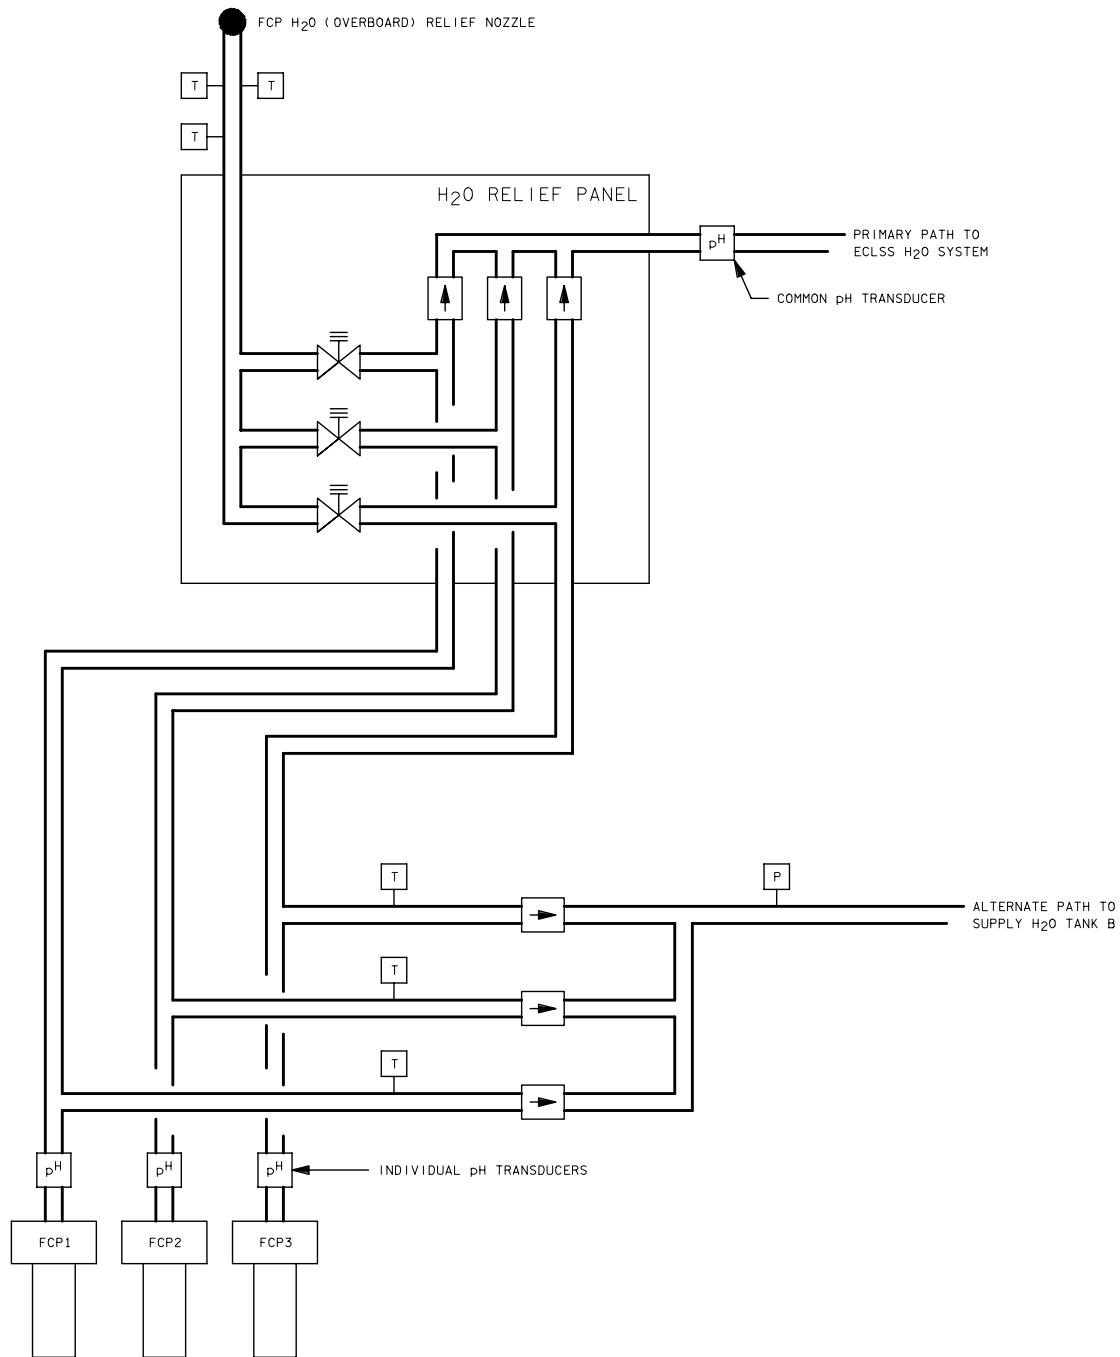 FCP H2O (OVERBOARD) RELIEF NOZZLE
T
T
T
H2O RELIEF PANEL
pH
PRIMARY PATH TO
ECLSS H2O SYSTEM
COMMON pH TRANSDUCER
T
P
ALTERNATE PATH TO
SUPPLY H2O TANK B
T
T
pH
pH
pH
INDIVIDUAL pH TRANSDUCERS
FCP1
FCP2
FCP3